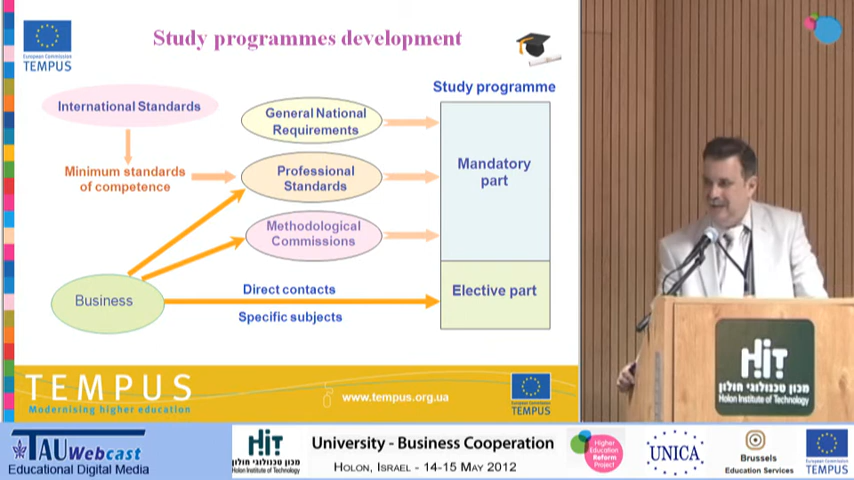 European Commission
TEMPUS
Study programmes development
International Standards
Minimum standards
of competence
General National
Requirements
Professional
Standards
Methodological
Commissions
Business
Direct contacts
Specific subjects
Study programme
Mandatory
part
Elective part
TEMPUS
Modernising higher education
www.tempus.org.ua
European Commission
TEMPUS
H.i.T
מכון טכנולוגי חולון
Holon Institute of Technology
TAU Webcast
Educational Digital Media
H.i.T
מכון טכנולוגי חולון
Holon Institute of Technology
University - Business Cooperation
HOLON, ISRAEL - 14-15 MAY 2012
Higher
Education
Reform
Project
UNICA
Brussels
Education Services
European Commission
TEMPUS